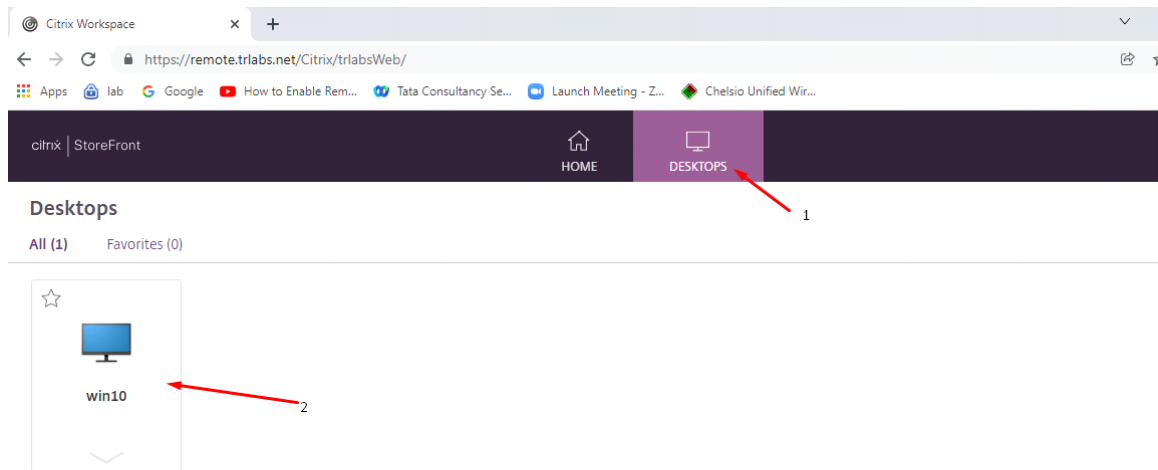 Citrix Workspace
https://remote.trlabs.net/Citrix/trlabsWeb/
Apps lab Google How to Enable Rem... Tata Consultancy Se... Launch Meeting - Z... Chelsio Unified Wir...
citrix | StoreFront
HOME
DESKTOPS
1
Desktops
All (1) Favorites (0)
win10
2